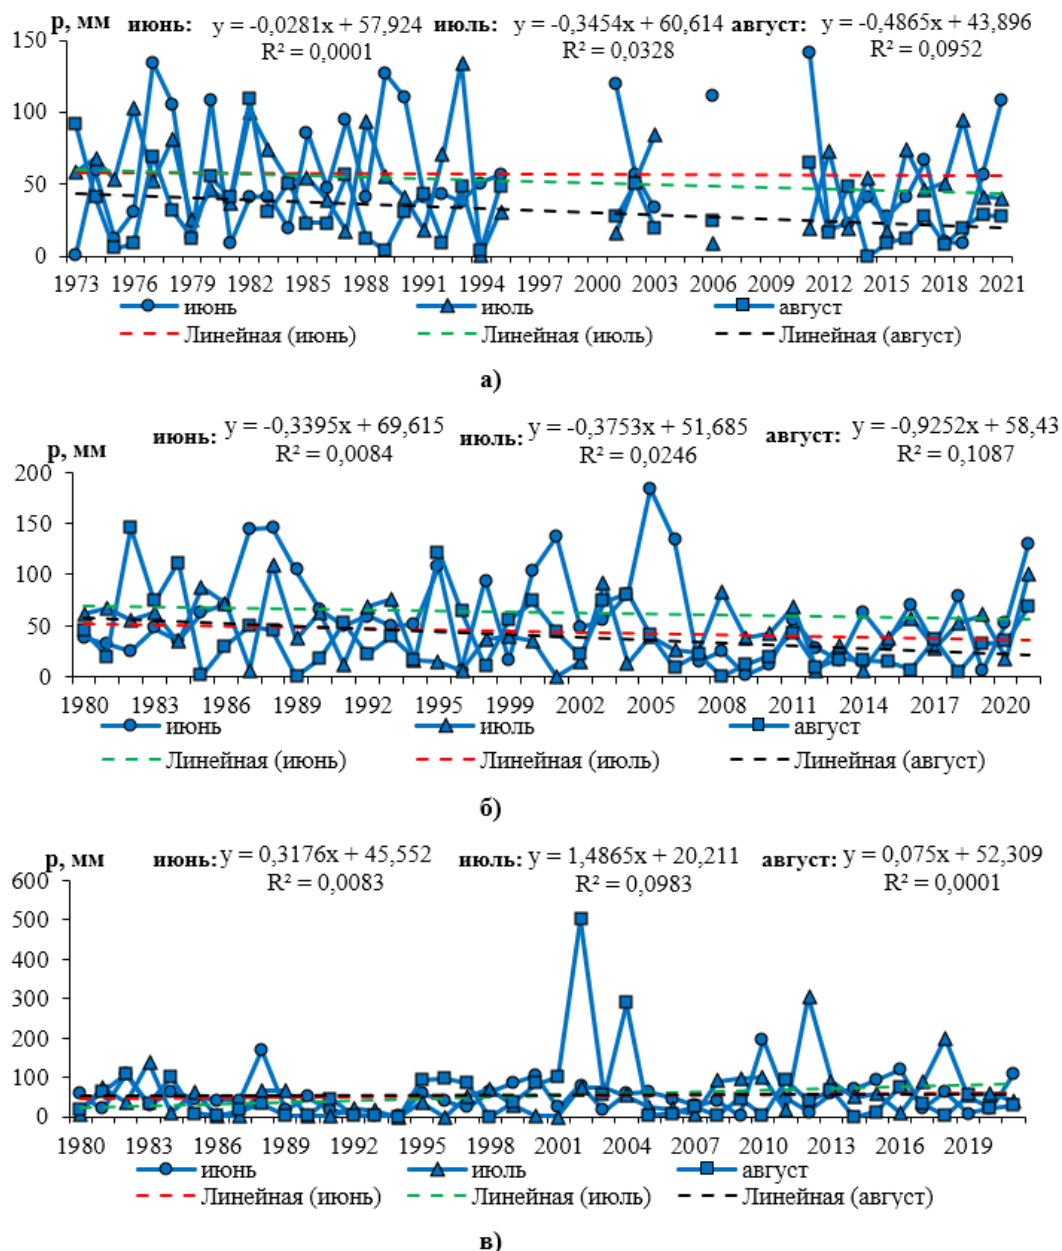 р, мм июнь: y = -0,0281x + 57,924 июль: y = -0,3454x + 60,614 август: y = -0,4865x + 43,896
R² = 0,0001 R² = 0,0328 R² = 0,0952
150
100
50
0
1973 1976 1979 1982 1985 1988 1991 1994 1997 2000 2003 2006 2009 2012 2015 2018 2021
июнь июль август
Линейная (июнь) Линейная (июль) Линейная (август)
а)
июнь: y = -0,3395x + 69,615 июль: y = -0,3753x + 51,685 август: y = -0,9252x + 58,43
р, мм R² = 0,0084 R² = 0,0246 R² = 0,1087
200
150
100
50
0
1980 1983 1986 1989 1992 1995 1999 2002 2005 2008 2011 2014 2017 2020
июнь июль август
Линейная (июнь) Линейная (июль) Линейная (август)
б)
р, мм июнь: y = 0,3176x + 45,552 июль: y = 1,4865x + 20,211 август: y = 0,075x + 52,309
R² = 0,0083 R² = 0,0983 R² = 0,0001
600
500
400
300
200
100
0
1980 1983 1986 1989 1992 1995 1998 2001 2004 2007 2010 2013 2016 2019
июнь июль август
Линейная (июнь) Линейная (июль) Линейная (август)
в)